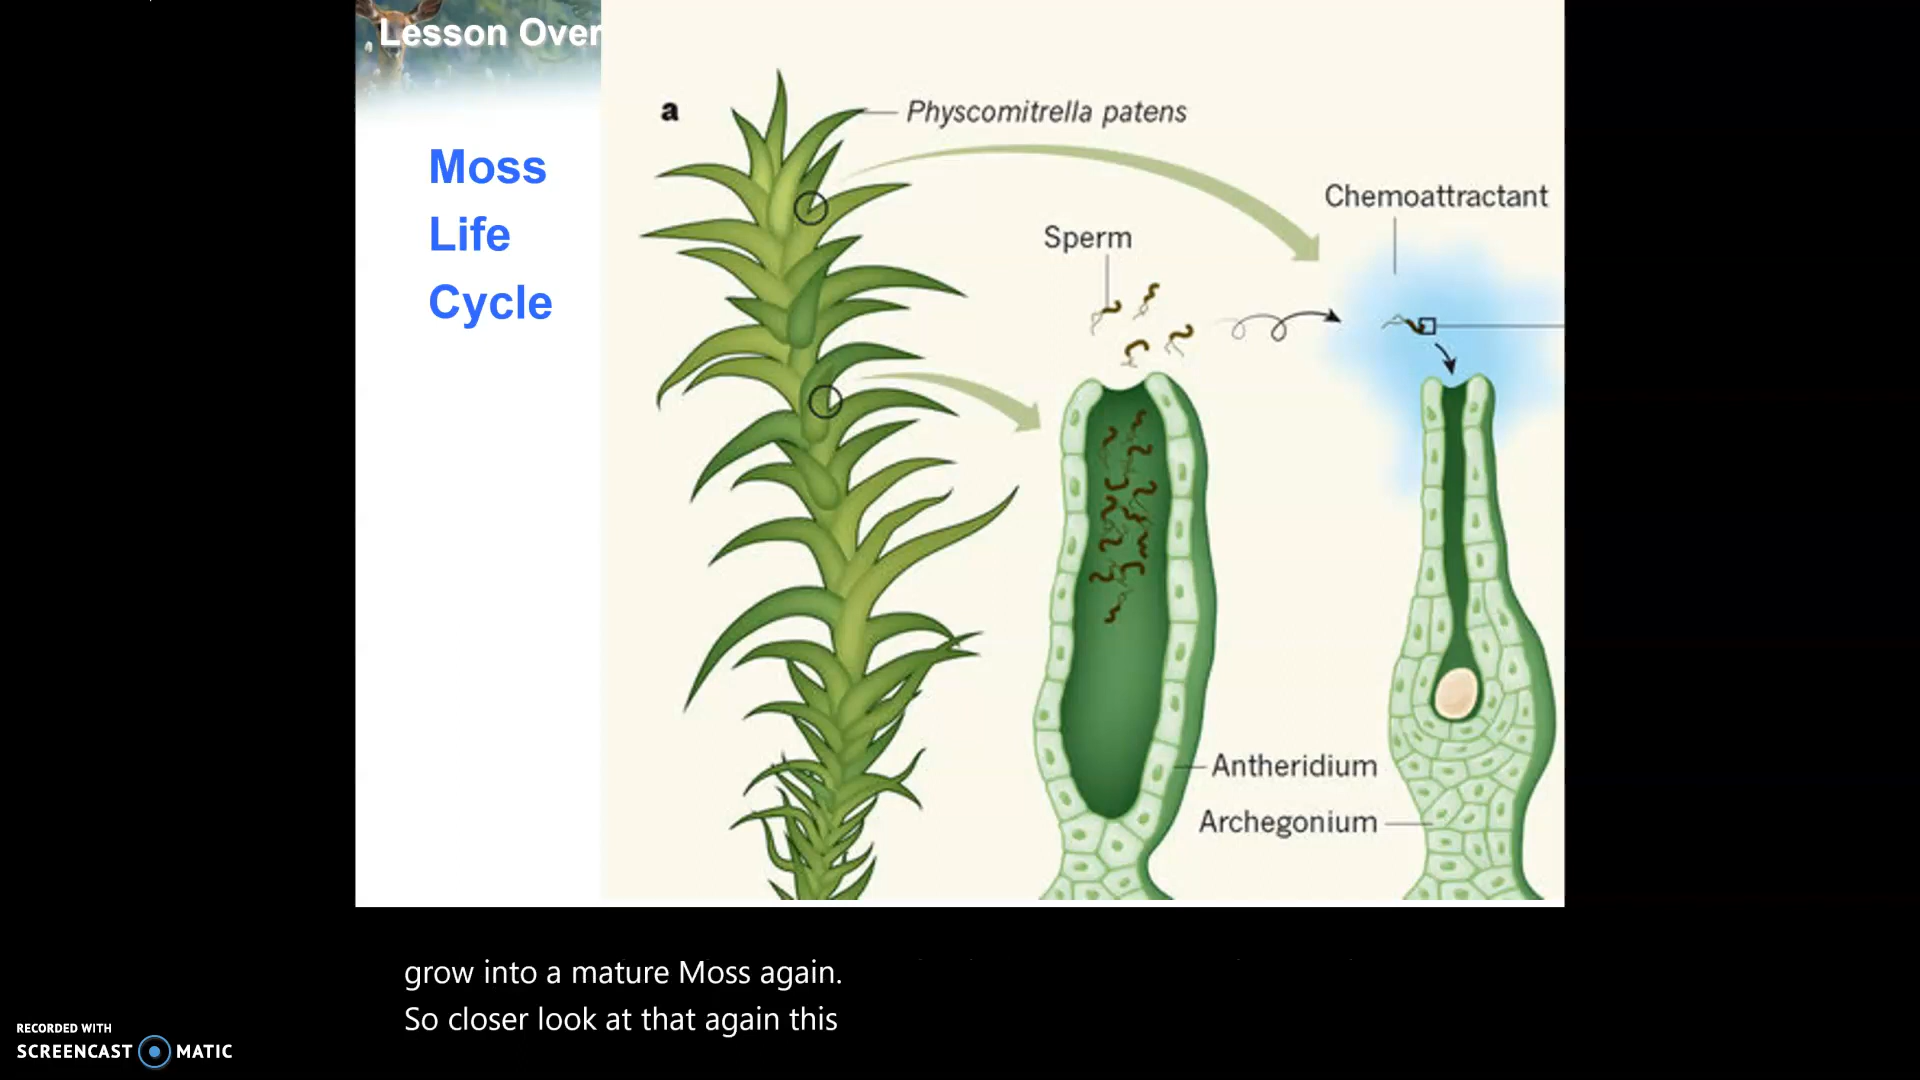 Lesson Over
Moss
Life
Cycle
a
Physcomitrella patens
Chemoattractant
Sperm
Antheridium
Archegonium
grow into a mature Moss again.
So closer look at that again this
RECORDED WITH
SCREENCAST MATIC